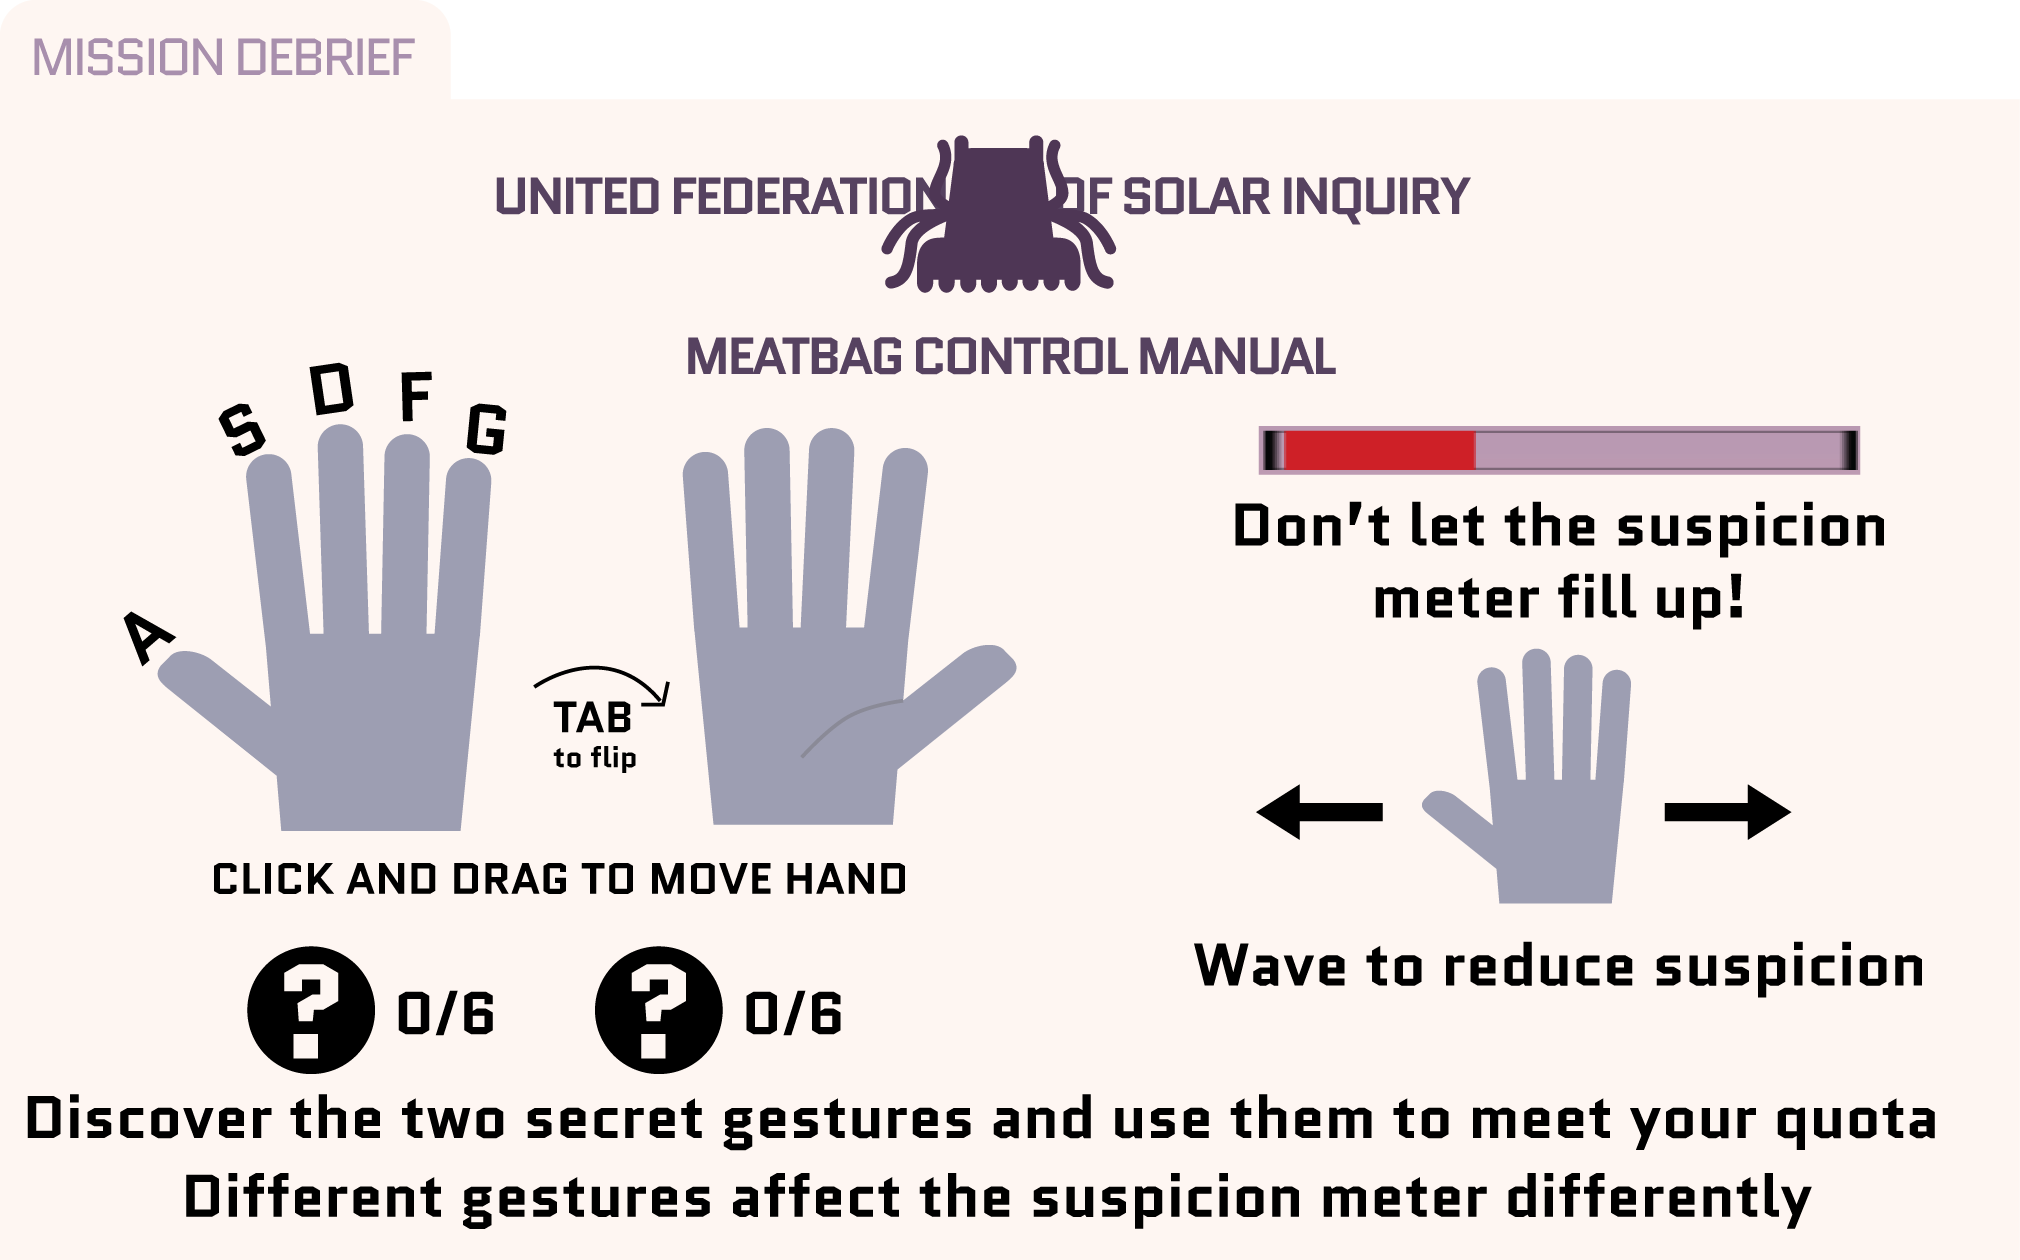 MISSION DEBRIEF
UNITED FEDERATION OF SOLAR INQUIRY
MEATBAG CONTROL MANUAL
A
S
D
F
G
TAB
to flip
CLICK AND DRAG TO MOVE HAND
Don't let the suspicion
meter fill up!
Wave to reduce suspicion
? 0/6 ? 0/6
Discover the two secret gestures and use them to meet your quota
Different gestures affect the suspicion meter differently